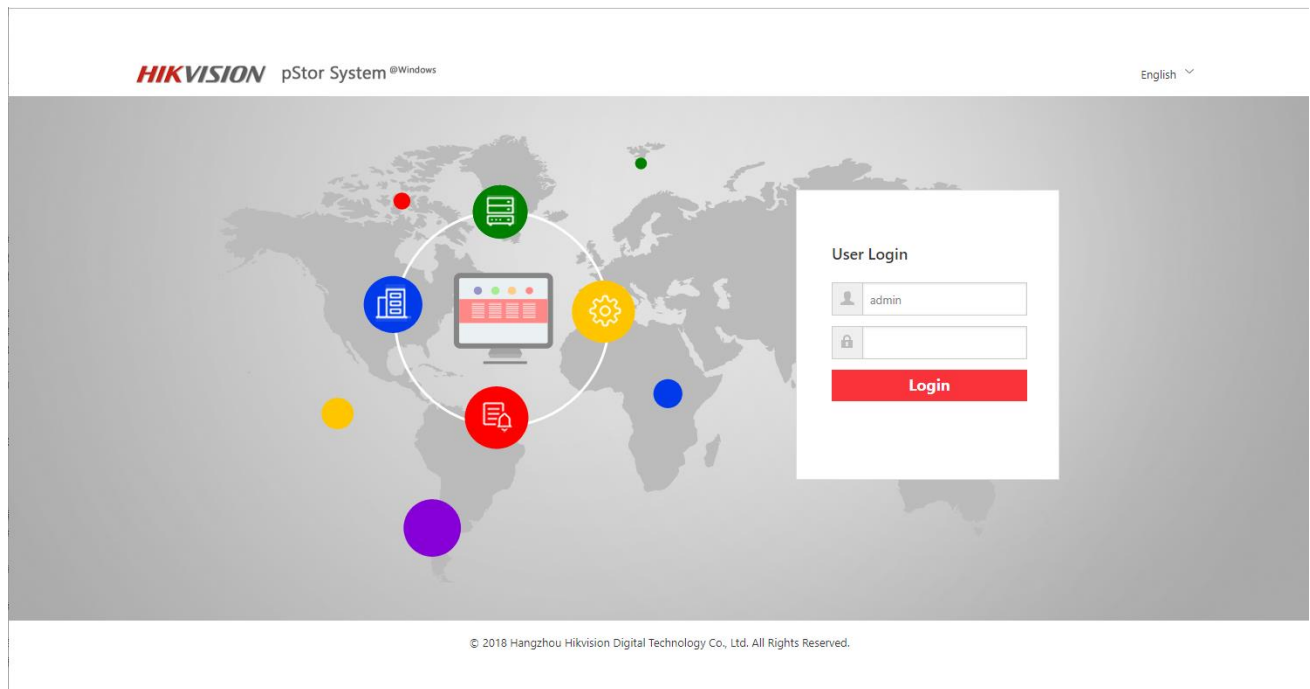 HIKVISION pStor System @Windows
English
User Login
admin
Login
© 2018 Hangzhou Hikvision Digital Technology Co., Ltd. All Rights Reserved.